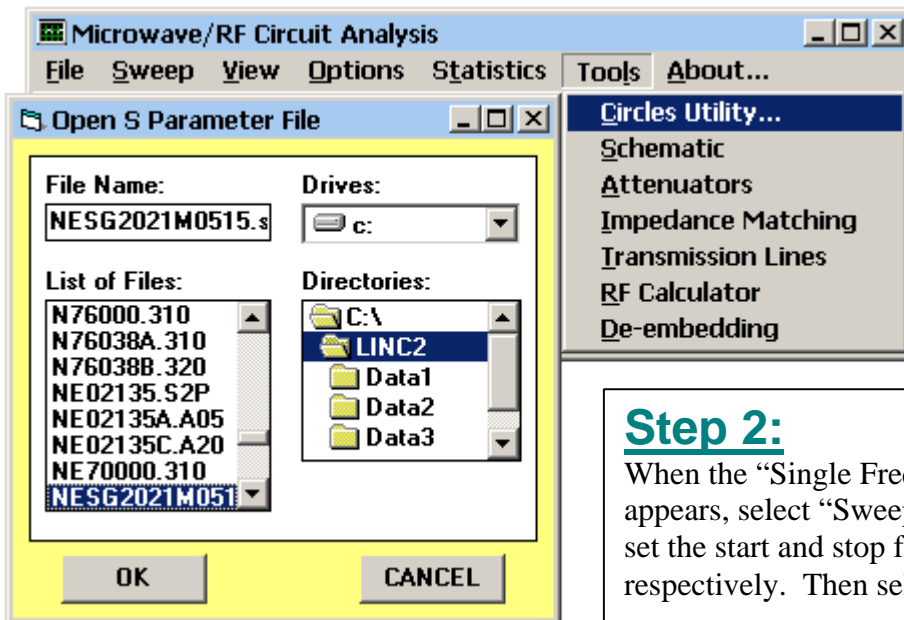 Microwave/RF Circuit Analysis
File Sweep View Options Statistics Tools About...
Circles Utility...
Schematic
Attenuators
Impedance Matching
Transmission Lines
RF Calculator
De-embedding
Open S Parameter File
File Name:
NESG2021M0515.s
Drives:
c:
List of Files:
N76000.310
N76038A.310
N76038B.320
NE02135.S2P
NE02135A.A05
NE02135C.A20
NE70000.310
NESG2021M051
Directories:
C:\
LINC2
Data1
Data2
Data3
OK
CANCEL
Step 2:
When the “Single Fre
appears, select “Swee
set the start and stop f
respectively. Then se